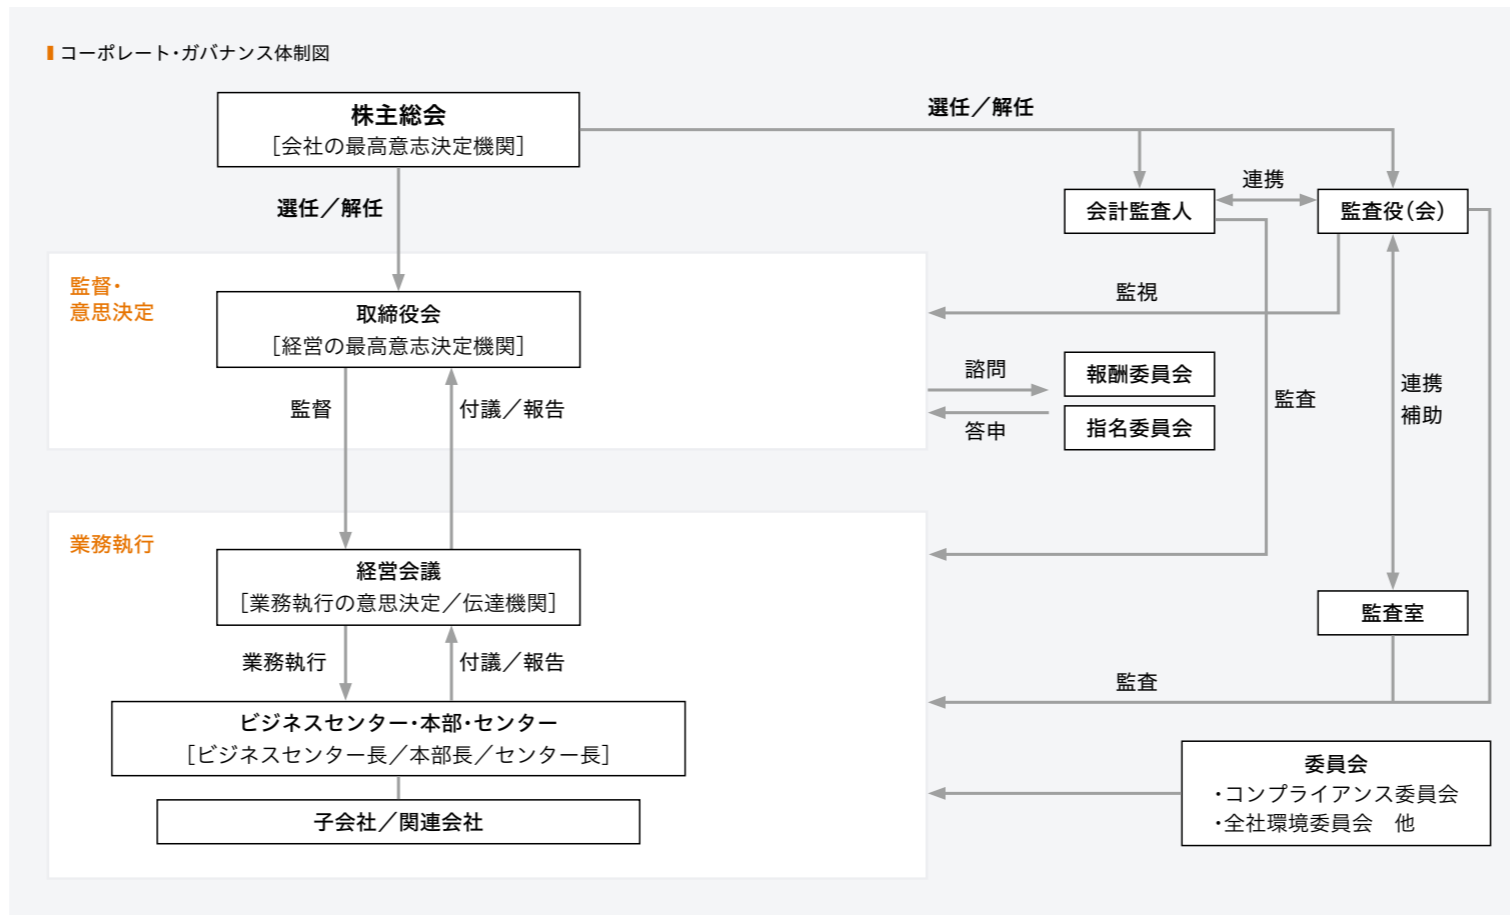 コーポレート・ガバナンス体制図
株主総会
［会社の最高意志決定機関］
選任／解任
選任／解任
会計監査人
連携
監査役（会）
監督・
意思決定
取締役会
［経営の最高意志決定機関］
監視
監督
付議／報告
諮問
答申
報酬委員会
指名委員会
監査
連携
補助
業務執行
経営会議
［業務執行の意思決定／伝達機関］
業務執行
付議／報告
監査室
監査
ビジネスセンター・本部・センター
［ビジネスセンター長／本部長／センター長］
子会社／関連会社
委員会
・コンプライアンス委員会
・全社環境委員会　他